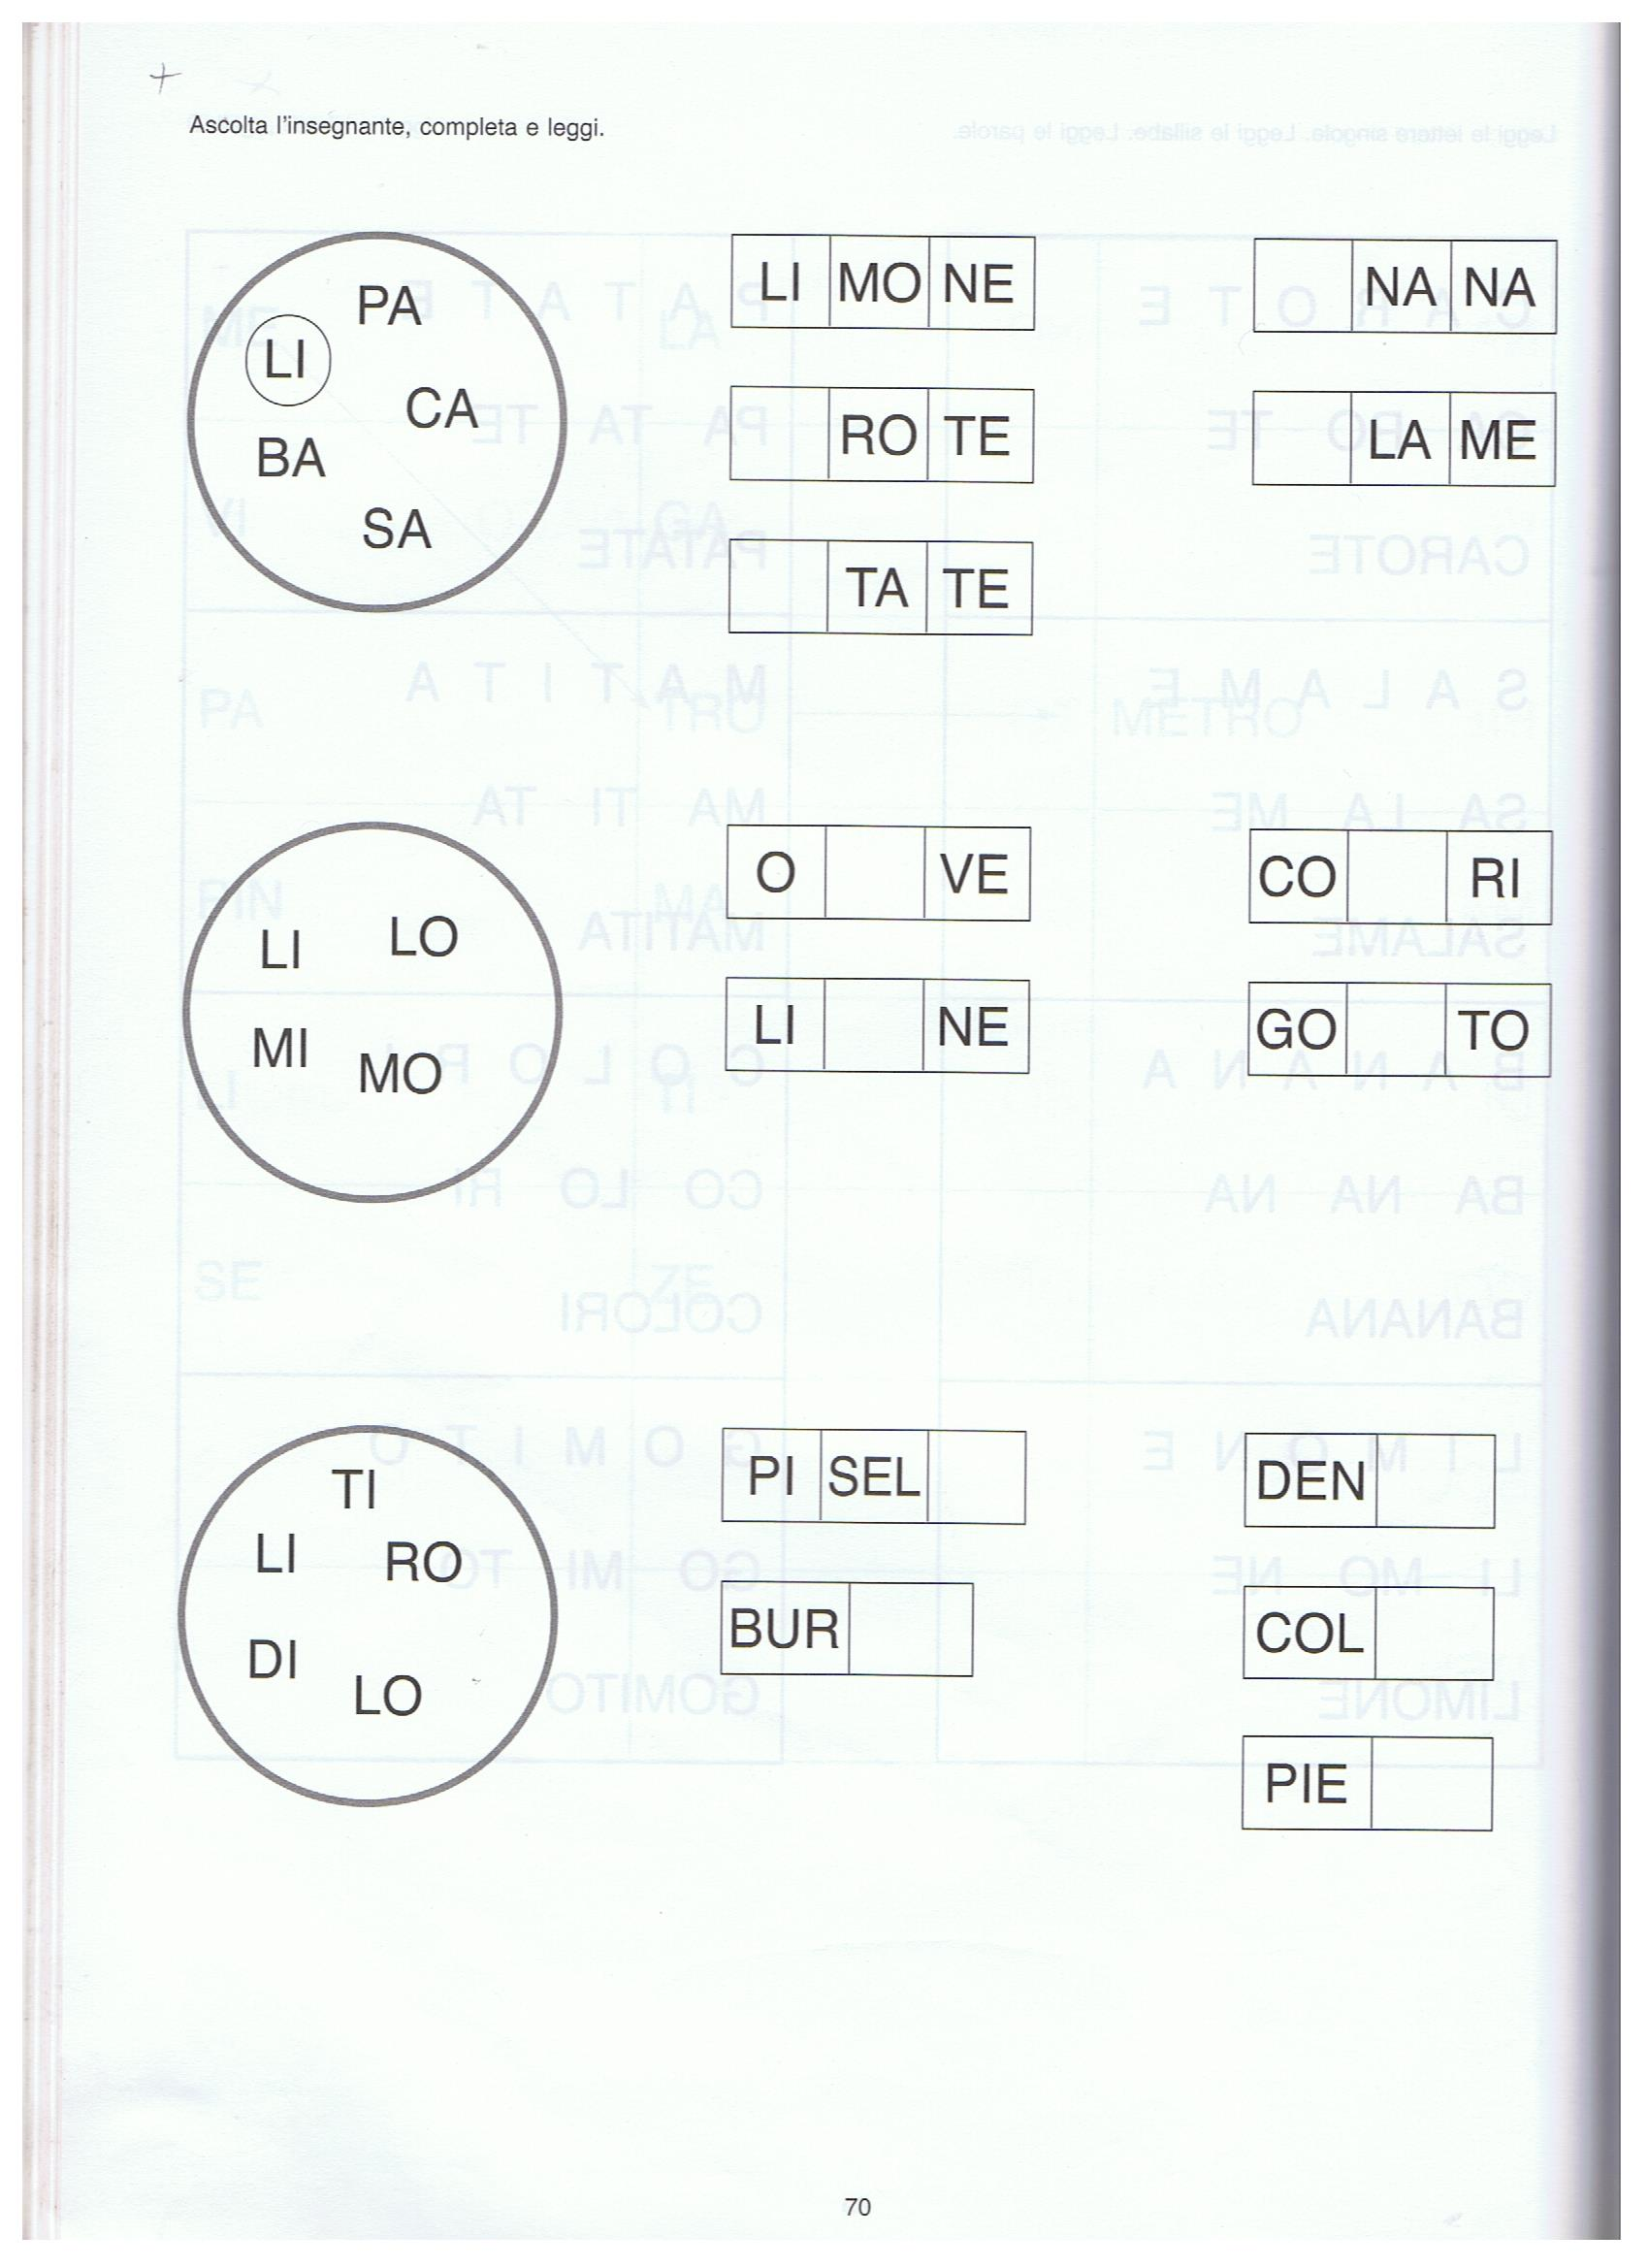 Ascolta l'insegnante, completa e leggi.
PA
LI
CA
BA
SA
LI MO NE
NA NA
RO TE
LA ME
TA TE
LI LO
MI MO
O VE
CO RI
LI NE
GO TO
TI
LI RO
DI
LO
PI SEL
DEN
BUR
COL
PIE
70